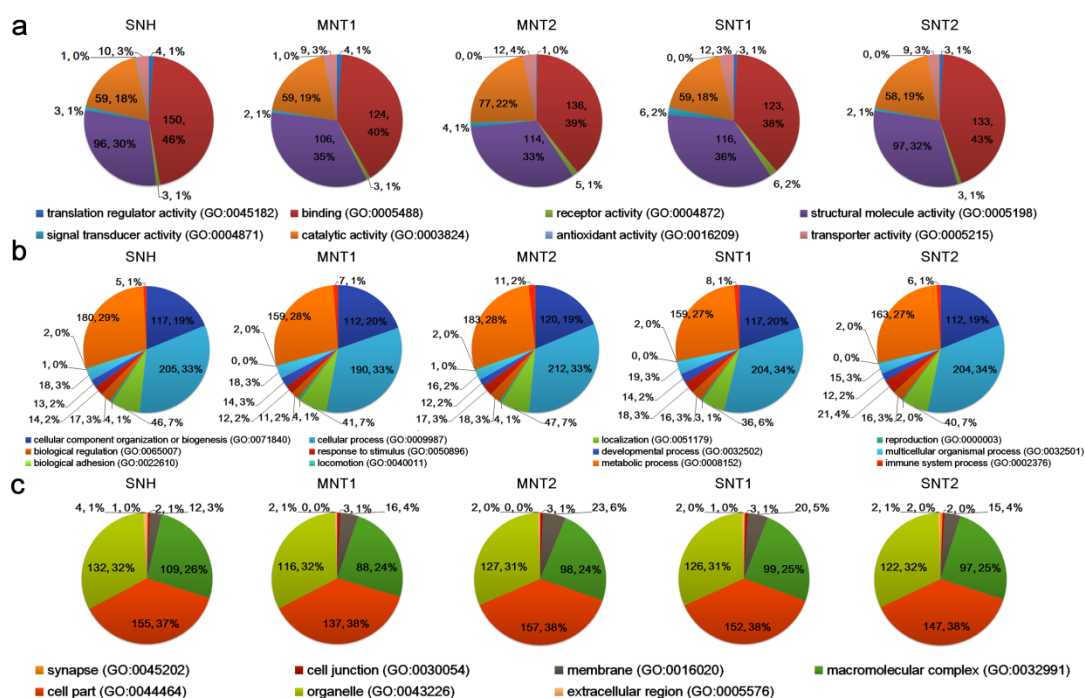 a
SNH MNT1 MNT2 SNT1 SNT2
1, 0% 10, 3% 4, 1% 1, 0% 9, 3% 4, 1% 0, 0% 12, 4% 1, 0% 0, 0% 12, 3% 3, 1% 0, 0% 9, 3% 3, 1%
59, 18% 59, 19% 77, 22% 59, 18% 58, 19%
150, 46% 124, 40% 136, 39% 123, 38% 133, 43%
3, 1% 2, 1% 4, 1% 6, 2% 2, 1%
96, 30% 106, 35% 114, 33% 116, 36% 97, 32%
3, 1% 3, 1% 5, 1% 6, 2% 3, 1%
translation regulator activity (GO:0045182) binding (GO:0005488) receptor activity (GO:0004872) structural molecule activity (GO:0005198)
signal transducer activity (GO:0004871) catalytic activity (GO:0003824) antioxidant activity (GO:0016209) transporter activity (GO:0005215)
b
SNH MNT1 MNT2 SNT1 SNT2
5, 1% 7, 1% 11, 2% 8, 1% 6, 1%
180, 29% 117, 19% 159, 28% 112, 20% 183, 28% 120, 19% 159, 27% 117, 20% 163, 27% 112, 19%
2, 0% 2, 0% 2, 0% 2, 0% 2, 0%
1, 0% 205, 33% 0, 0% 190, 33% 1, 0% 212, 33% 0, 0% 204, 34% 0, 0% 204, 34%
18, 3% 18, 3% 16, 2% 19, 3% 15, 3%
13, 2% 14, 3% 12, 2% 14, 2% 12, 2%
14, 2% 17, 3% 4, 1% 46, 7% 12, 2% 11, 2% 4, 1% 41, 7% 17, 3% 18, 3% 4, 1% 47, 7% 18, 3% 16, 3% 3, 1% 36, 6% 21, 4% 16, 3% 2, 0% 40, 7%
cellular component organization or biogenesis (GO:0071840) cellular process (GO:0009987) localization (GO:0051179) reproduction (GO:0000003)
biological regulation (GO:0065007) response to stimulus (GO:0050896) developmental process (GO:0032502) multicellular organismal process (GO:0032501)
biological adhesion (GO:0022610) locomotion (GO:0040011) metabolic process (GO:0008152) immune system process (GO:0002376)
c
SNH MNT1 MNT2 SNT1 SNT2
4, 1% 1, 0% 2, 1% 12, 3% 2, 1% 0, 0% 3, 1% 16, 4% 2, 0% 0, 0% 3, 1% 23, 6% 2, 0% 1, 0% 3, 1% 20, 5% 2, 1% 2, 0% 2, 0% 15, 4%
132, 32% 109, 26% 116, 32% 88, 24% 127, 31% 98, 24% 126, 31% 99, 25% 122, 32% 97, 25%
155, 37% 137, 38% 157, 38% 152, 38% 147, 38%
synapse (GO:0045202) cell junction (GO:0030054) membrane (GO:0016020) macromolecular complex (GO:0032991)
cell part (GO:0044464) organelle (GO:0043226) extracellular region (GO:0005576)